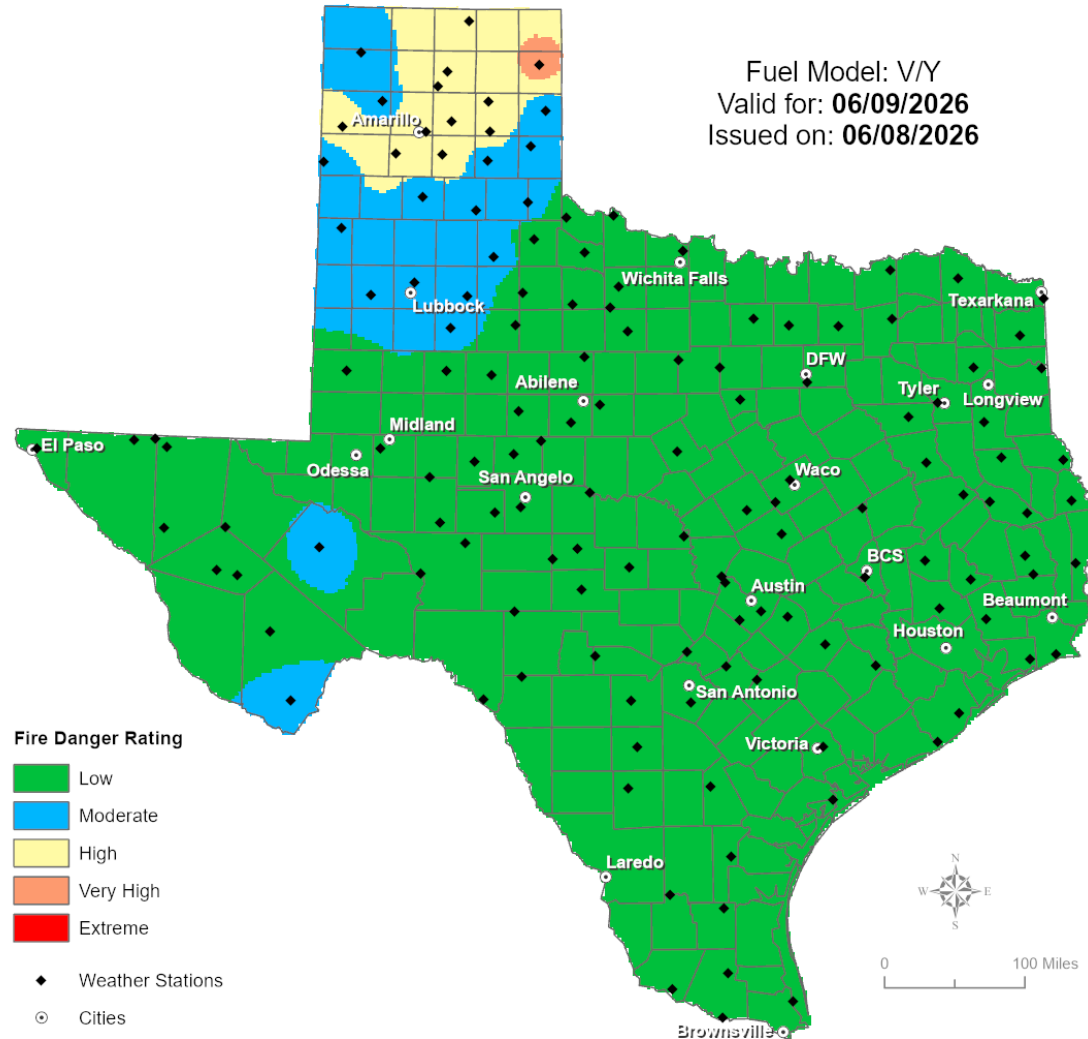 Fuel Model: V/Y
Valid for: 06/09/2026
Issued on: 06/08/2026
Amarillo
Lubbock
Wichita Falls
Texarkana
DFW
Abilene
Tyler
Longview
Midland
El Paso
Odessa
San Angelo
Waco
BCS
Austin
Beaumont
Houston
San Antonio
Victoria
Laredo
Brownsville
Fire Danger Rating
Low
Moderate
High
Very High
Extreme
Weather Stations
Cities
N
W E
S
0 100 Miles